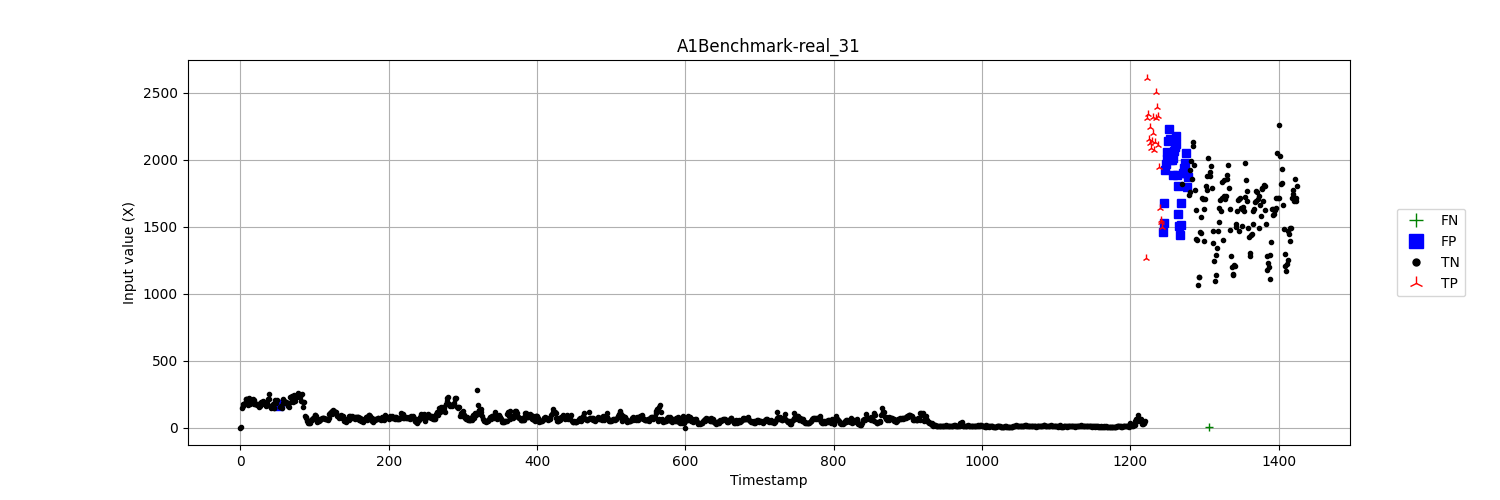 A1Benchmark-real_31
Input value (X)
2500
2000
1500
1000
500
0
0 200 400 600 800 1000 1200 1400
Timestamp
FN
FP
TN
TP